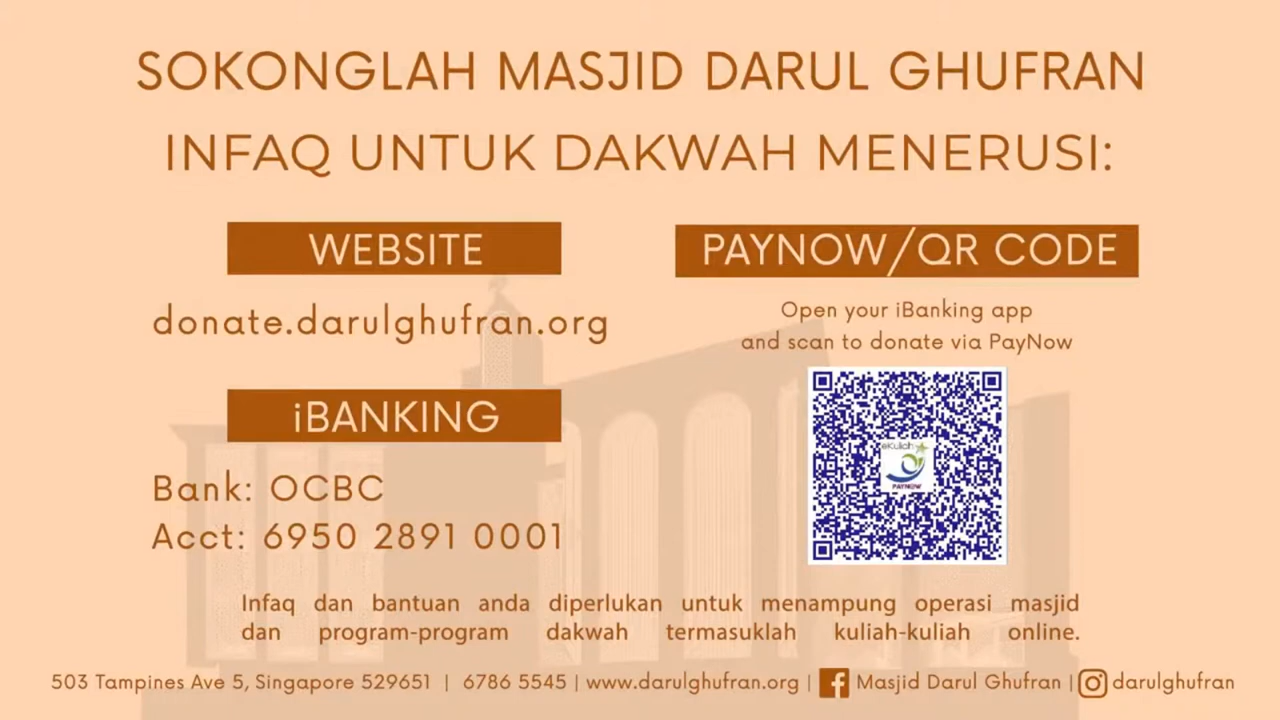 SOKONGLAH MASJID DARUL GHUFRAN
INFAQ UNTUK DAKWAH MENERUSI:
WEBSITE
donate.darulghufran.org
iBANKING
Bank: OCBC
Acct: 6950 2891 0001
PAYNOW/QR CODE
Open your iBanking app
and scan to donate via PayNow
eKuliah
PAYNOW
Infaq dan bantuan anda diperlukan untuk menampung operasi masjid
dan program-program dakwah termasuklah kuliah-kuliah online.
503 Tampines Ave 5, Singapore 529651 | 6786 5545 | www.darulghufran.org | Masjid Darul Ghufran | darulghufran